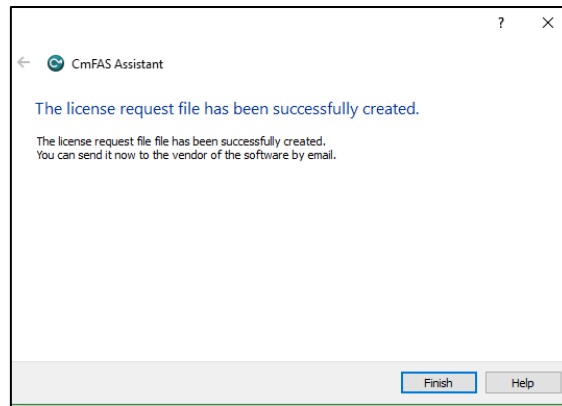 ?
CmFAS Assistant
The license request file has been successfully created.
The license request file file has been successfully created.
You can send it now to the vendor of the software by email.
Finish Help